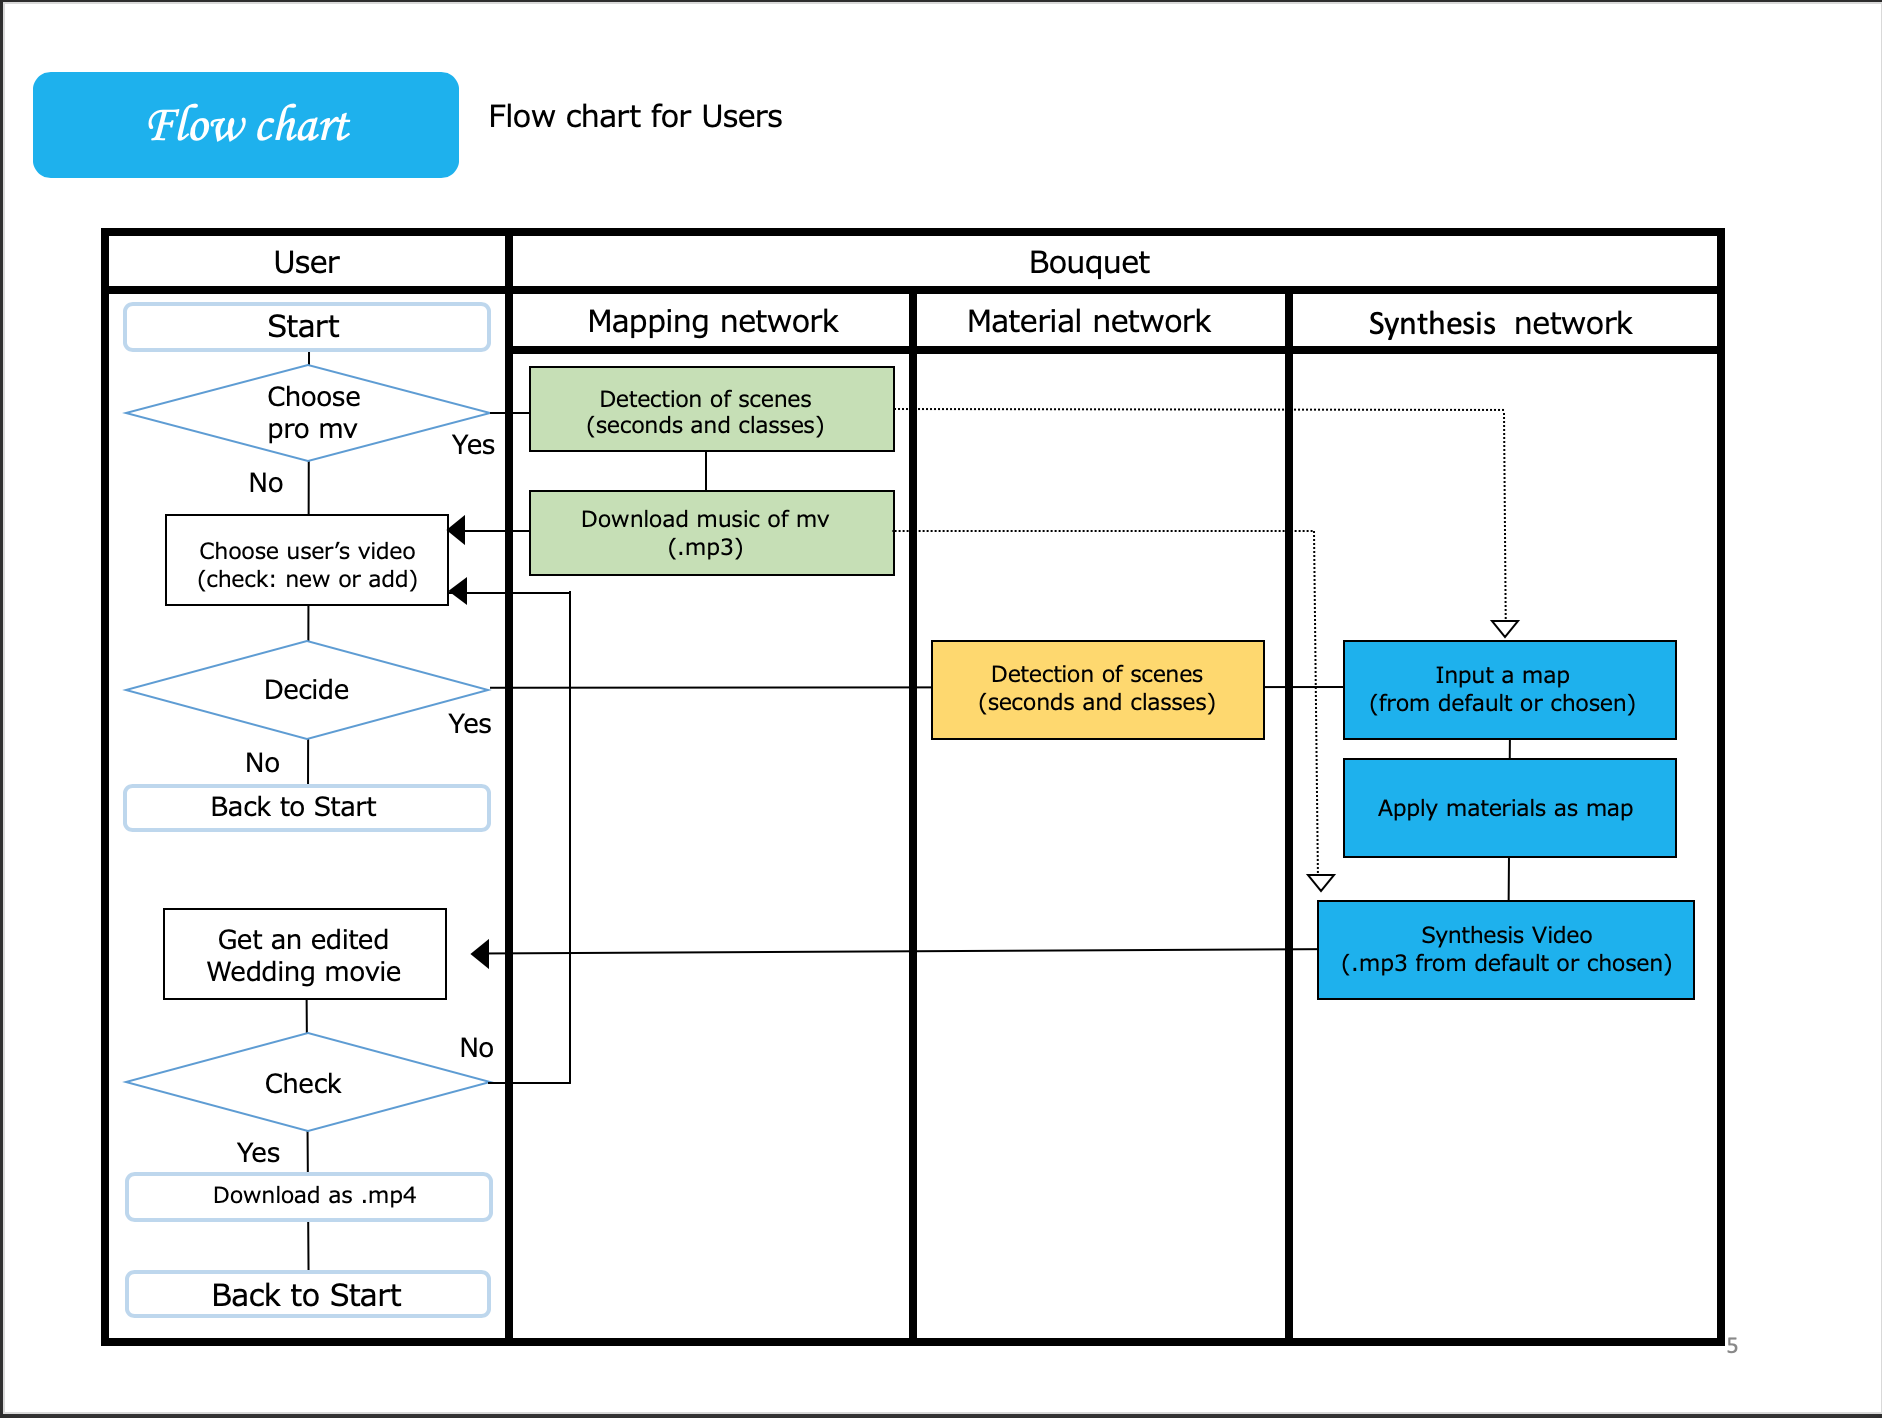 Flow chart
Flow chart for Users
User
Bouquet
Mapping network
Material network
Synthesis network
Start
Choose
pro mv
Yes
No
Detection of scenes
(seconds and classes)
Download music of mv
(.mp3)
Choose user’s video
(check: new or add)
Decide
Yes
No
Back to Start
Detection of scenes
(seconds and classes)
Input a map
(from default or chosen)
Apply materials as map
Synthesis Video
(.mp3 from default or chosen)
Get an edited
Wedding movie
No
Check
Yes
Download as .mp4
Back to Start
5